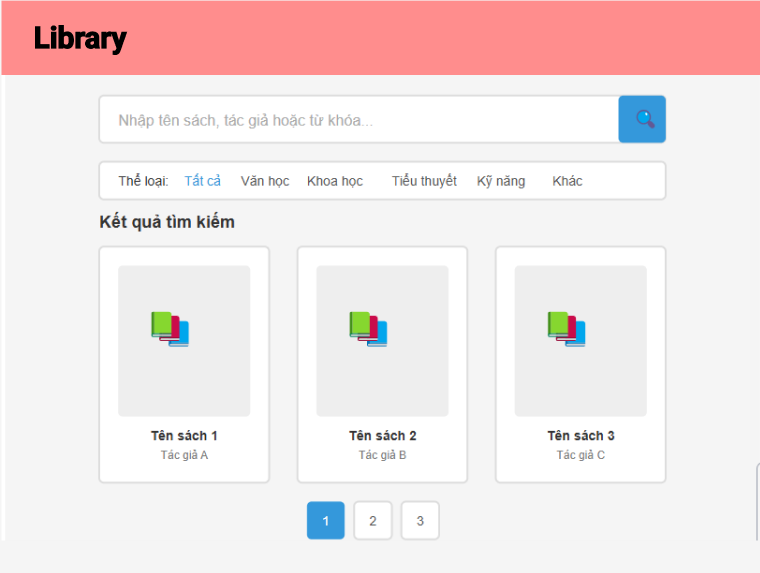 Library
Nhập tên sách, tác giả hoặc từ khóa...
Thể loại: Tất cả Văn học Khoa học Tiểu thuyết Kỹ năng Khác
Kết quả tìm kiếm
Tên sách 1
Tác giả A
Tên sách 2
Tác giả B
Tên sách 3
Tác giả C
1 2 3